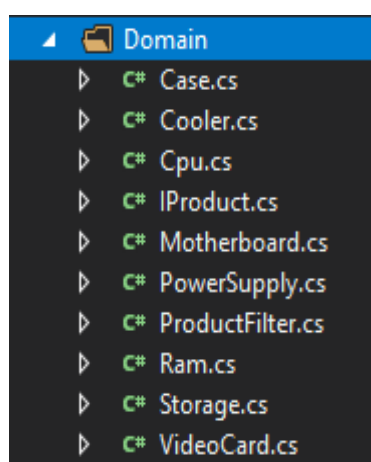 Domain
C# Case.cs
C# Cooler.cs
C# Cpu.cs
C# IProduct.cs
C# Motherboard.cs
C# PowerSupply.cs
C# ProductFilter.cs
C# Ram.cs
C# Storage.cs
C# VideoCard.cs